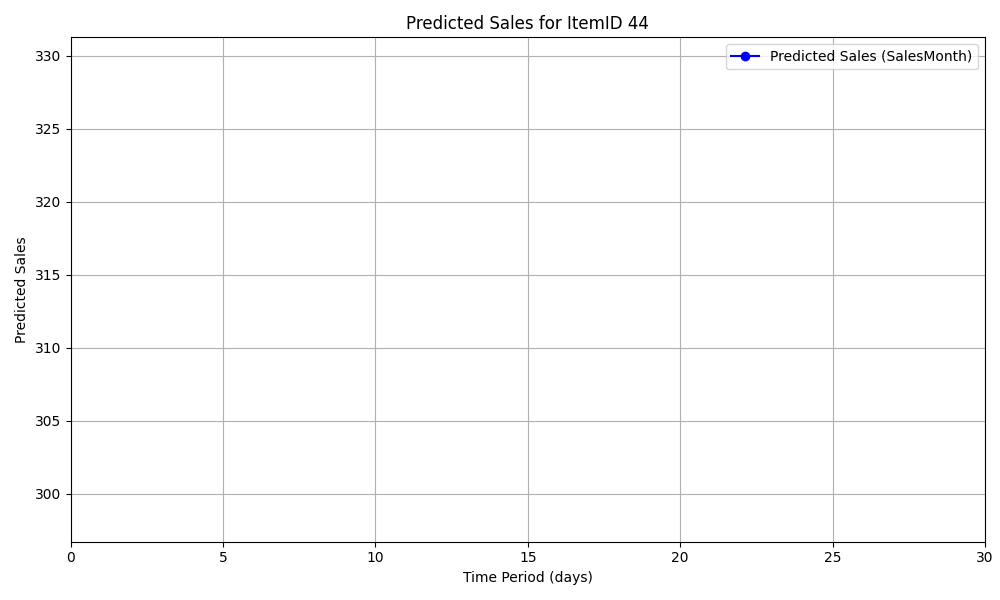 Predicted Sales for ItemID 44
Predicted Sales (SalesMonth)
330
325
320
315
310
305
300
Predicted Sales
0 5 10 15 20 25 30
Time Period (days)